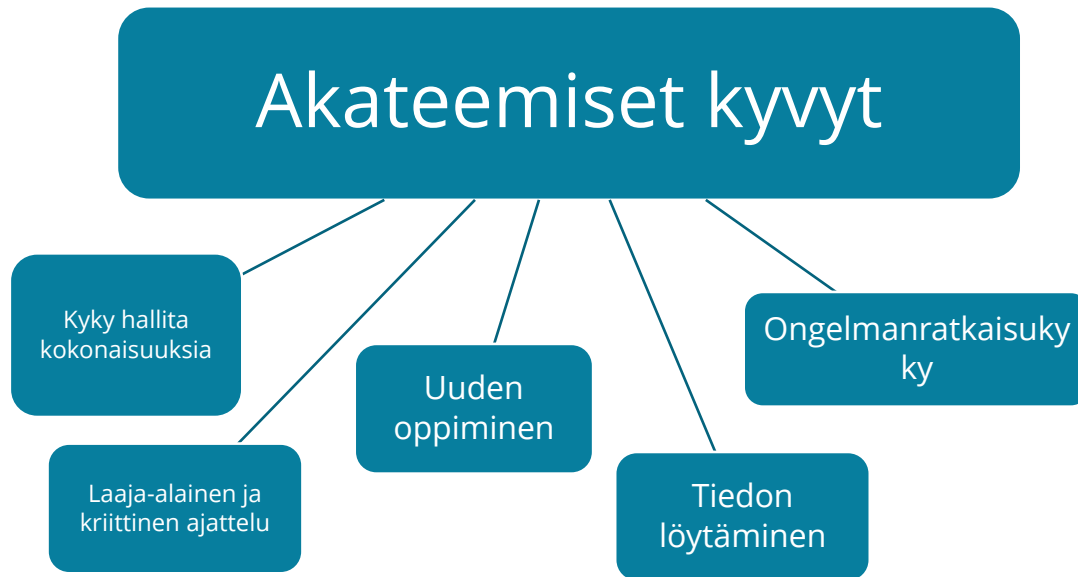 Akateemiset kyvyt
Kyky hallita
kokonaisuuksia
Laaja-alainen ja
kriittinen ajattelu
Uuden
oppiminen
Tiedon
löytäminen
Ongelmanratkaisuky
ky